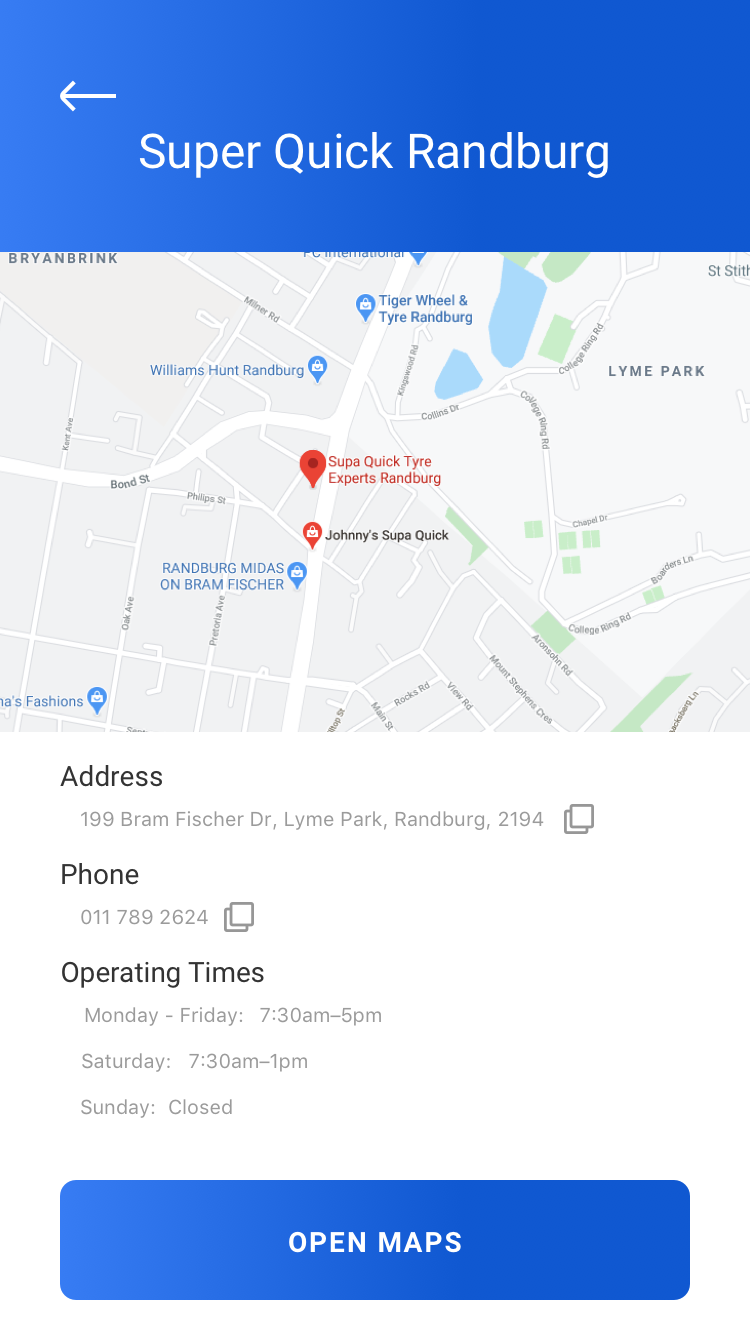 Super Quick Randburg
BRYANBRINK
FC International
St Stith
Tiger Wheel &
Tyre Randburg
Milner Rd
College Ring Rd
Kingswood Rd
Williams Hunt Randburg
LYME PARK
Collins Dr
College Ring Rd
Kent Ave
Supa Quick Tyre
Experts Randburg
Bond St
Philips St
Chapel Dr
Johnny's Supa Quick
RANDBURG MIDAS
ON BRAM FISCHER
Boarders Ln
Oak Ave
Pretoria Ave
College Ring Rd
Aronsohn Rd
Mount Stephens Cres
Rocks Rd
View Rd
Main St
na's Fashions
Address
199 Bram Fischer Dr, Lyme Park, Randburg, 2194
Phone
011 789 2624
Operating Times
Monday - Friday: 7:30am–5pm
Saturday: 7:30am–1pm
Sunday: Closed
OPEN MAPS